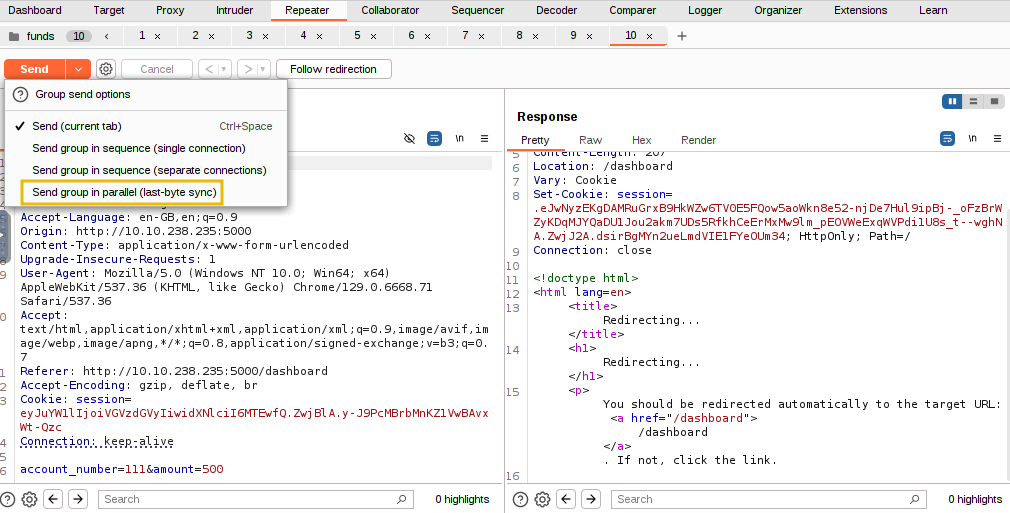 Dashboard Target Proxy Intruder Repeater Collaborator Sequencer Decoder Comparer Logger Organizer Extensions Learn
funds 10 < 1 × 2 × 3 × 4 × 5 × 6 × 7 × 8 × 9 × 10 × +
Send Cancel < > Follow redirection
Group send options
✓ Send (current tab) Ctrl+Space
Send group in sequence (single connection)
Send group in sequence (separate connections)
Send group in parallel (last-byte sync)
\n
Accept-Language: en-GB,en;q=0.9
Origin: http://10.10.238.235:5000
Content-Type: application/x-www-form-urlencoded
Upgrade-Insecure-Requests: 1
User-Agent: Mozilla/5.0 (Windows NT 10.0; Win64; x64)
AppleWebKit/537.36 (KHTML, like Gecko) Chrome/129.0.6668.71
Safari/537.36
Accept:
text/html,application/xhtml+xml,application/xml;q=0.9,image/avif,im
age/webp,image/apng,*/*;q=0.8,application/signed-exchange;v=b3;q=0.
7
Referer: http://10.10.238.235:5000/dashboard
Accept-Encoding: gzip, deflate, br
Cookie: session=
eyJuYW1lIjoiVGVzdGVyIiwidXNlciI6MTEwfQ.ZwjBlA.y-J9PcMBrbMnKZ1VwBAvx
Wt-Qzc
Connection: keep-alive
account_number=111&amount=500
Search 0 highlights
Response
Pretty Raw Hex Render \n
5 Content-Length: 207
6 Location: /dashboard
7 Vary: Cookie
8 Set-Cookie: session=
.eJwNyzEKgDAMRuGrxB9HkWZw6TV0E5FQow5aoWkn8e52-njDe7Hul9ipBj-_oFzBrW
ZyKDqMJYQaDU1Jou2akm7UDs5RfkhCeErMxMw9lm_pEOVWeExqWVPdi1U8s_t--wghN
A.ZwjJ2A.dsirBgMYn2ueLmdVIE1FYeOUm34; HttpOnly; Path=/
9 Connection: close
10
11 <!doctype html>
12 <html lang=en>
13 <title>
Redirecting...
</title>
14 <h1>
Redirecting...
</h1>
15 <p>
You should be redirected automatically to the target URL:
<a href="/dashboard">
/dashboard
</a>
. If not, click the link.
16
Search 0 highlights